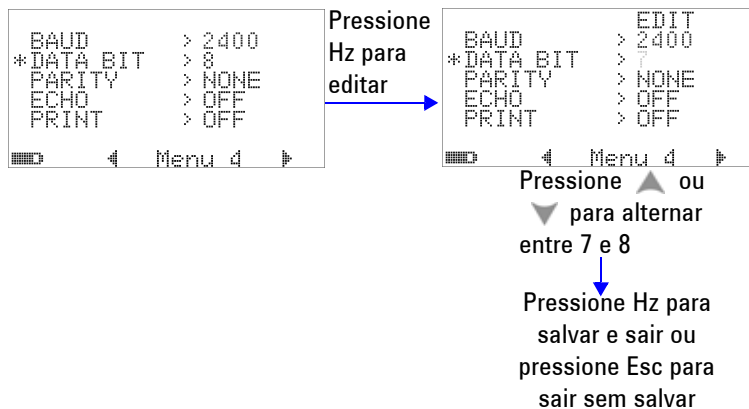 BAUD > 2400
*DATA BIT > 8
PARITY > NONE
ECHO > OFF
PRINT > OFF
Menu 4
Pressione
Hz para
editar
EDIT
BAUD > 2400
*DATA BIT > 7
PARITY > NONE
ECHO > OFF
PRINT > OFF
Menu 4
Pressione ou
para alternar
entre 7 e 8
Pressione Hz para
salvar e sair ou
pressione Esc para
sair sem salvar